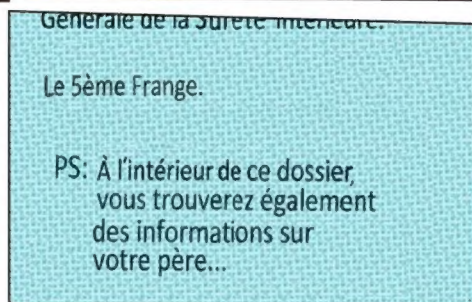 Générale de la Sureté Intérieure.
Le 5ème Frange.
PS: À l'intérieur de ce dossier,
vous trouverez également
des informations sur
votre père...